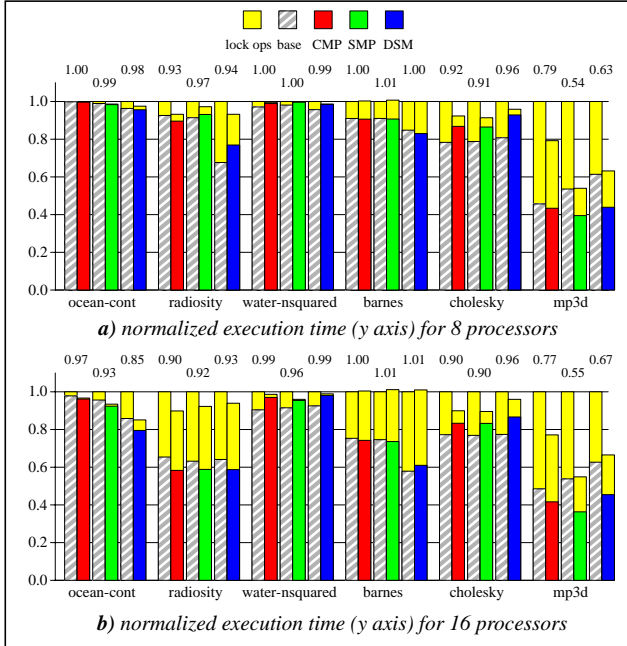 lock ops base CMP SMP DSM
1.00 0.98 0.93 0.94 1.00 0.99 1.00 1.00 0.92 0.96 0.79 0.63
0.99 0.97 1.00 1.01 0.91 0.54
1.0
0.8
0.6
0.4
0.2
0.0
ocean-cont radiosity water-nsquared barnes cholesky mp3d
a) normalized execution time (y axis) for 8 processors
0.97 0.85 0.90 0.93 0.99 0.99 1.00 1.01 0.90 0.96 0.77 0.67
0.93 0.92 0.96 1.01 0.90 0.55
1.0
0.8
0.6
0.4
0.2
0.0
ocean-cont radiosity water-nsquared barnes cholesky mp3d
b) normalized execution time (y axis) for 16 processors